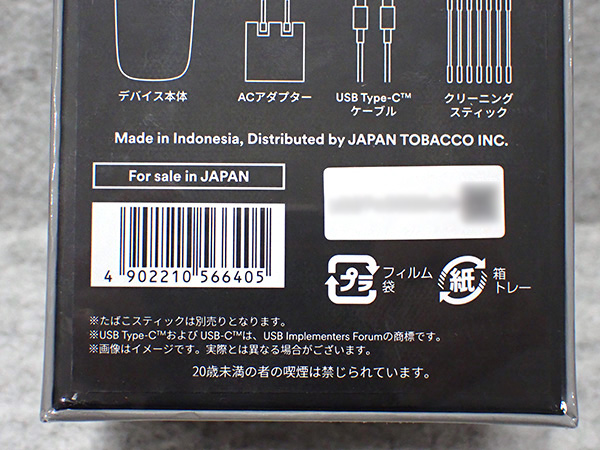 デバイス本体
ACアダプター
USB Type-C™
ケーブル
クリーニング
スティック
Made in Indonesia, Distributed by JAPAN TOBACCO INC.
For sale in JAPAN
4 902210 566405
プラ
フィルム
袋
紙
箱
トレー
※たばこスティックは別売りとなります。
※USB Type-C™および USB-C™は、USB Implementers Forumの商標です。
※画像はイメージです。実際とは異なる場合がございます。
20歳未満の者の喫煙は禁じられています。